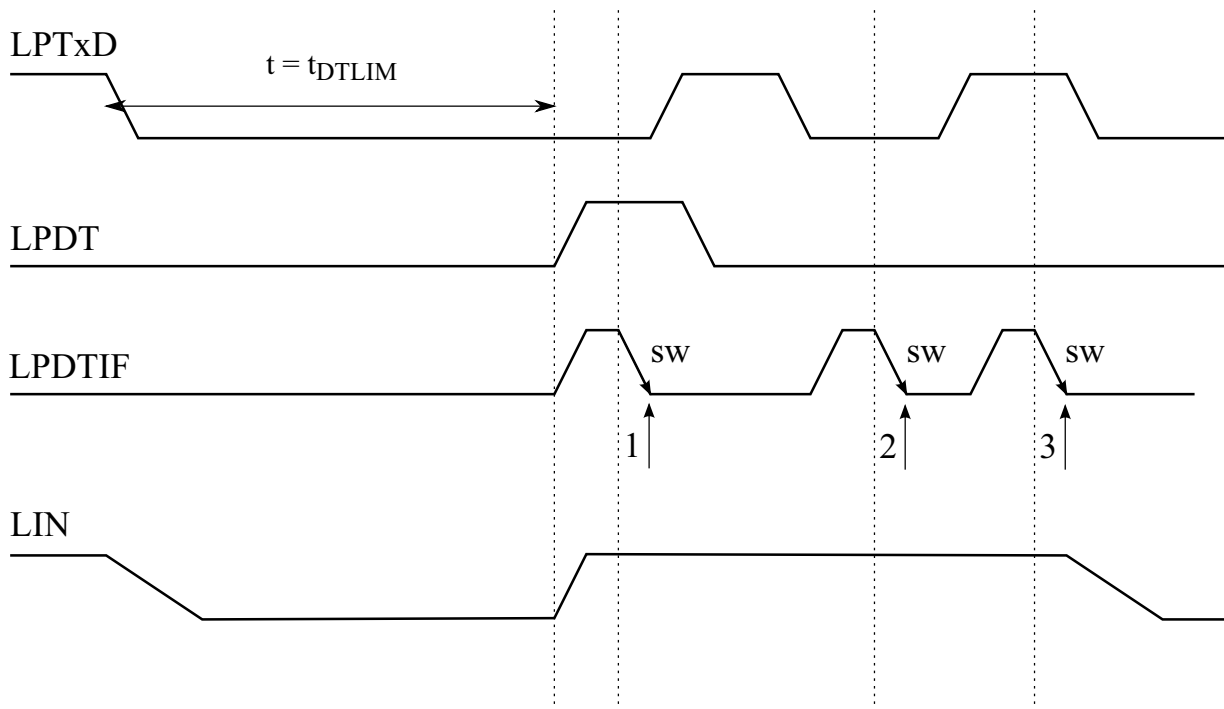 LPTxD
t = tDTLIM
LPDT
LPDTIF
sw
sw
sw
1
2
3
LIN